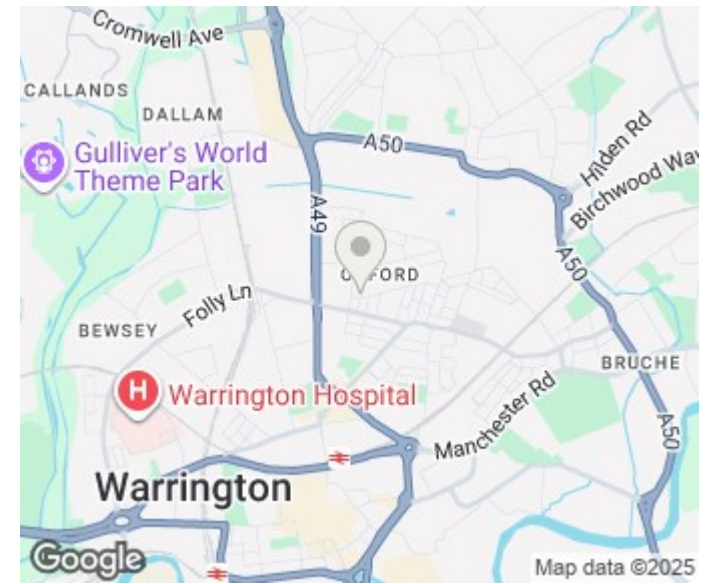 Cromwell Ave
CALLANDS
DALLAM
A50
Hilden Rd
Gulliver's World
Theme Park
Birchwood Way
A49
A50
Folly Ln
BEWSEY
BRUCHE
Warrington Hospital
H
Manchester Rd
A50
Warrington
Google
Map data ©2025